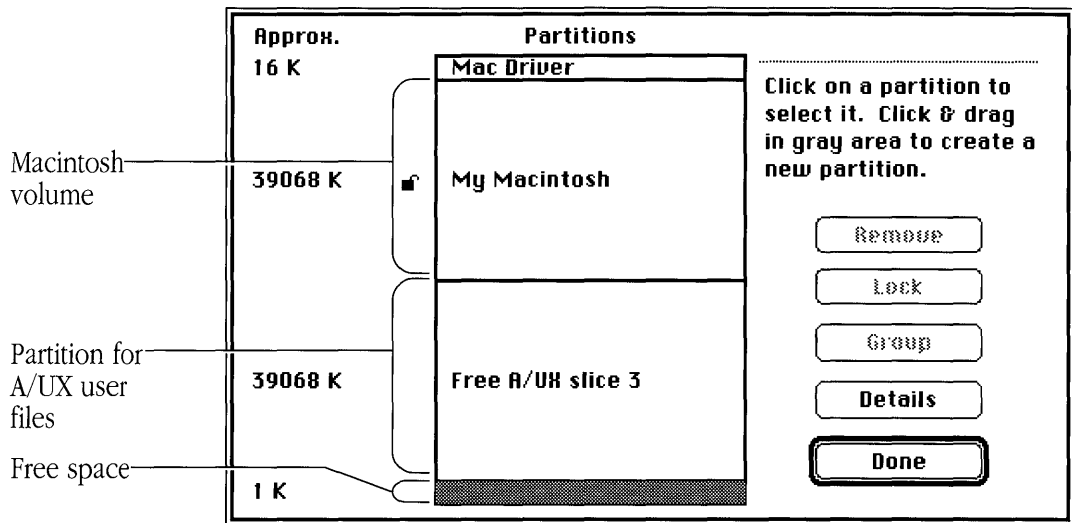 Approx.
Partitions
16 K
Mac Driver
Click on a partition to
select it. Click & drag
in gray area to create a
new partition.
Macintosh
volume
39068 K
My Macintosh
Remove
Lock
Group
Partition for
A/UX user
files
39068 K
Free A/UX slice 3
Details
Done
Free space
1 K